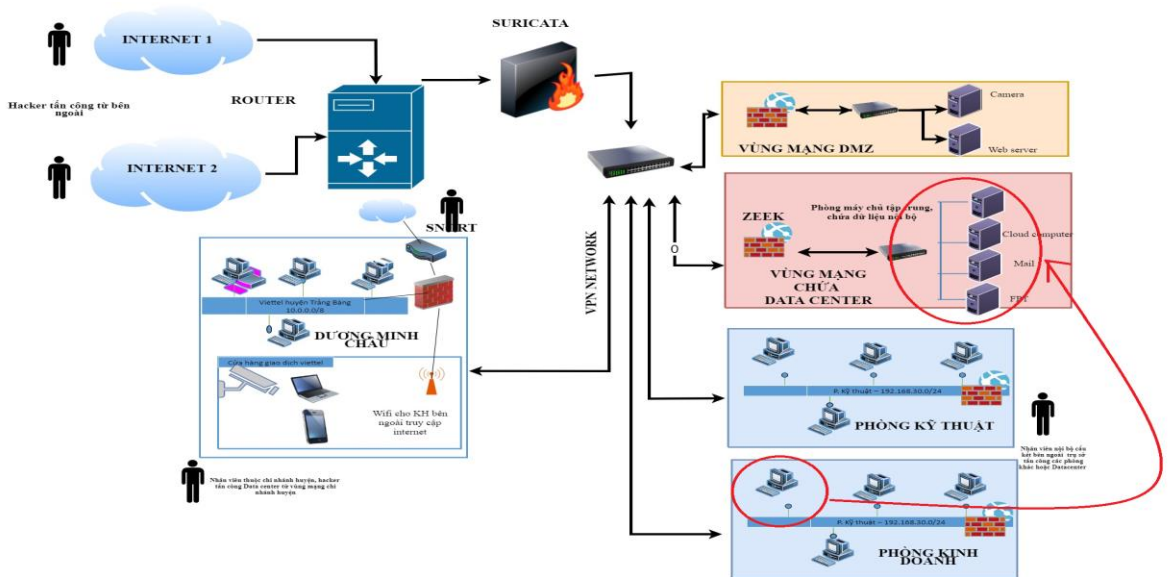 INTERNET 1
Hacker tấn công từ bên
ngoài
INTERNET 2
ROUTER
SURICATA
SNORT
Viettel huyện Trảng Bàng
10.0.0.0/8
DƯƠNG MINH
CHÂU
Cửa hàng giao dịch viettel
Wifi cho KH bên
ngoài truy cập
internet
Nhân viên thuộc chi nhánh huyện, hacker
tấn công Data center từ vùng mạng chi
nhánh huyện
VPN NETWORK
VÙNG MẠNG DMZ
Camera
Web server
ZEEK
Phòng máy chủ tập trung,
chứa dữ liệu nội bộ
VÙNG MẠNG
CHỨA
DATA CENTER
Cloud computer
Mail
P. Kỹ thuật – 192.168.30.0/24
PHÒNG KỸ THUẬT
Nhân viên nội bộ cấu
kết bên ngoài trụ sở
tấn công các phòng
khác hoặc Datacenter
P. Kỹ thuật – 192.168.30.0/24
PHÒNG KINH
DOANH